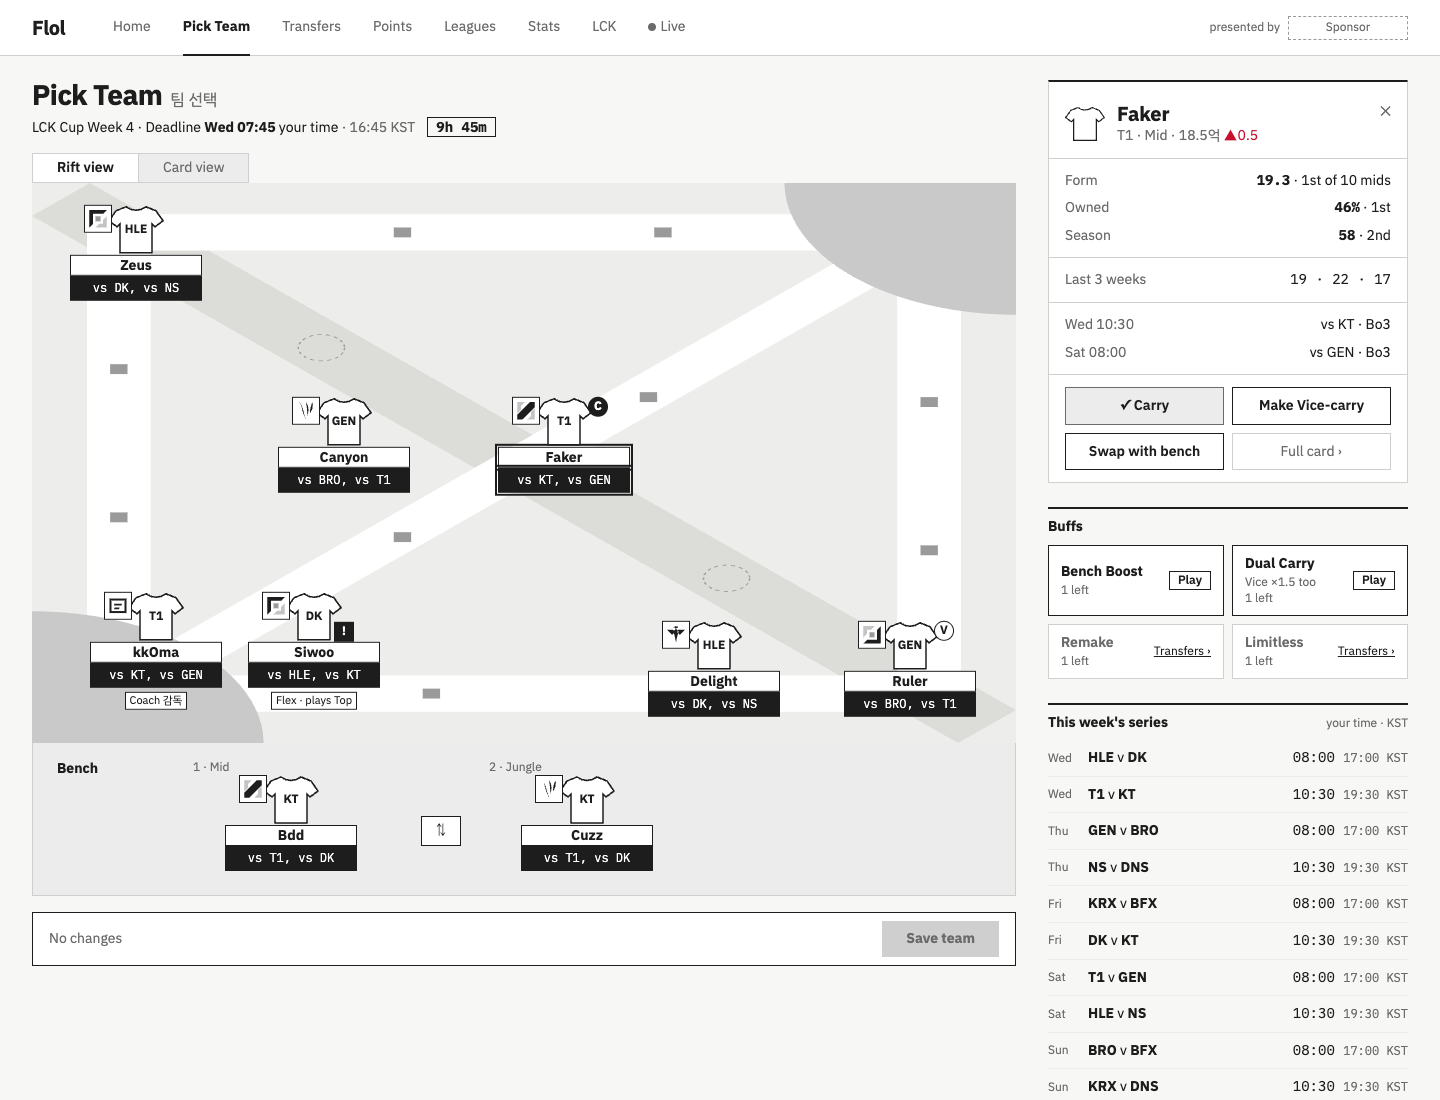 Flol
Home
Pick Team
Transfers
Points
Leagues
Stats
LCK
Live
presented by
Sponsor
Pick Team 팀 선택
LCK Cup Week 4 · Deadline Wed 07:45 your time · 16:45 KST
9h 45m
Rift view
Card view
HLE
Zeus
vs DK, vs NS
GEN
Canyon
vs BRO, vs T1
T1
C
Faker
vs KT, vs GEN
T1
kkOma
vs KT, vs GEN
Coach 감독
DK
!
Siwoo
vs HLE, vs KT
Flex · plays Top
HLE
Delight
vs DK, vs NS
GEN
V
Ruler
vs BRO, vs T1
Bench
1 · Mid
KT
Bdd
vs T1, vs DK
⇅
2 · Jungle
KT
Cuzz
vs T1, vs DK
No changes
Save team
Faker
×
T1 · Mid · 18.5억 ▲0.5
Form 19.3 · 1st of 10 mids
Owned 46% · 1st
Season 58 · 2nd
Last 3 weeks 19 · 22 · 17
Wed 10:30 vs KT · Bo3
Sat 08:00 vs GEN · Bo3
✓ Carry
Make Vice-carry
Swap with bench
Full card ›
Buffs
Bench Boost
1 left
Play
Dual Carry
Vice ×1.5 too
1 left
Play
Remake
1 left
Transfers ›
Limitless
1 left
Transfers ›
This week's series your time · KST
Wed HLE v DK 08:00 17:00 KST
Wed T1 v KT 10:30 19:30 KST
Thu GEN v BRO 08:00 17:00 KST
Thu NS v DNS 10:30 19:30 KST
Fri KRX v BFX 08:00 17:00 KST
Fri DK v KT 10:30 19:30 KST
Sat T1 v GEN 08:00 17:00 KST
Sat HLE v NS 10:30 19:30 KST
Sun BRO v BFX 08:00 17:00 KST
Sun KRX v DNS 10:30 19:30 KST